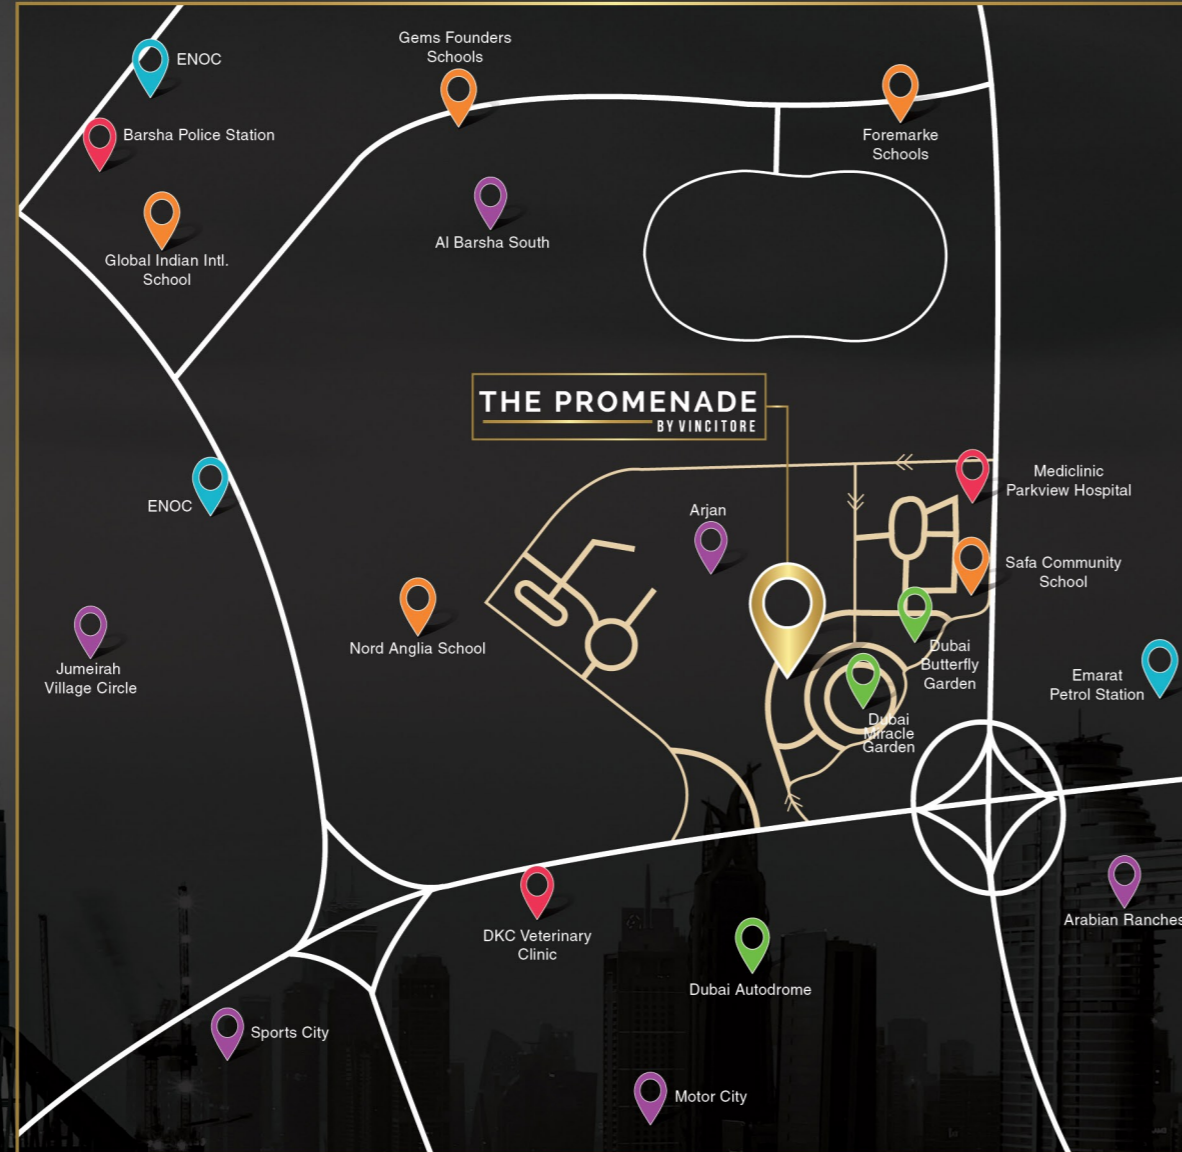 ENOC
Gems Founders
Schools
Barsha Police Station
Foremarke
Schools
Global Indian Intl.
School
Al Barsha South
THE PROMENADE
BY VINCITORE
Mediclinic
Parkview Hospital
ENOC
Arjan
Safa Community
School
Nord Anglia School
Jumeirah
Village Circle
Dubai
Butterfly
Garden
Emarat
Petrol Station
Dubai
Miracle
Garden
Arabian Ranches
DKC Veterinary
Clinic
Dubai Autodrome
Sports City
Motor City